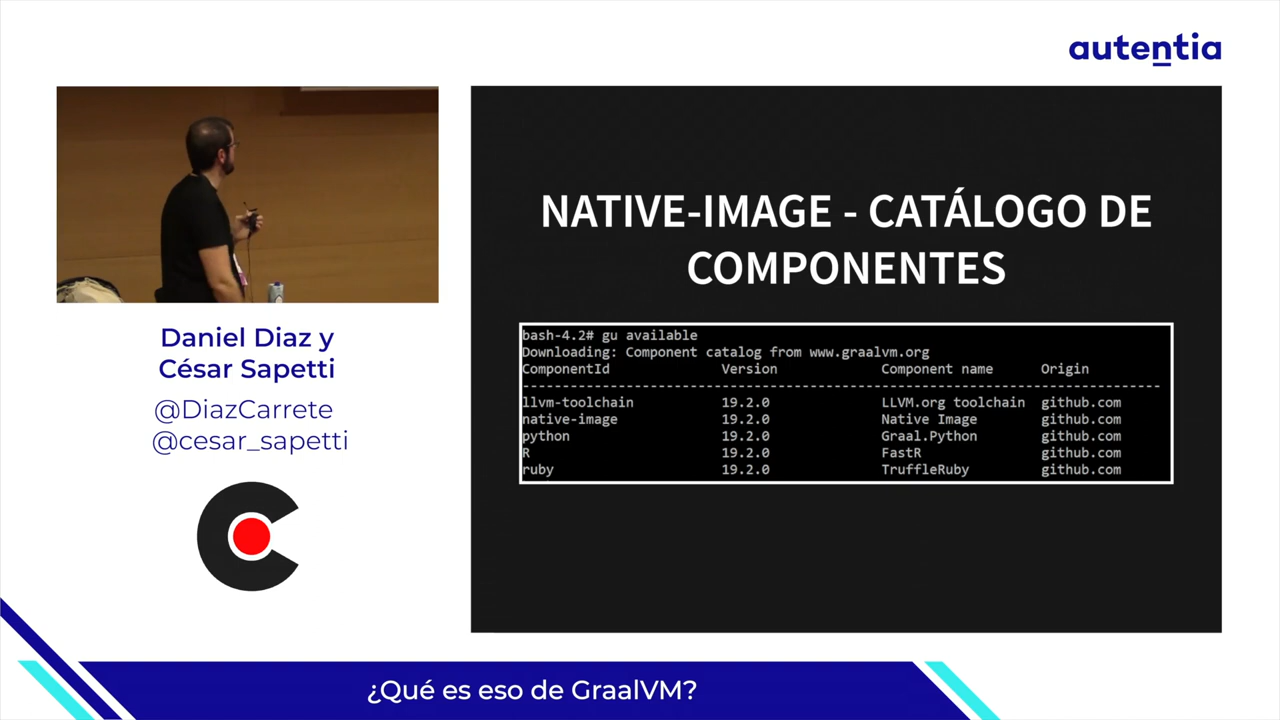 autentia
NATIVE-IMAGE - CATÁLOGO DE
COMPONENTES
bash-4.2# gu available
Downloading: Component catalog from www.graalvm.org
ComponentId Version Component name Origin
--------------------------------------------------------------------------------
llvm-toolchain 19.2.0 LLVM.org toolchain github.com
native-image 19.2.0 Native Image github.com
python 19.2.0 Graal.Python github.com
R 19.2.0 FastR github.com
ruby 19.2.0 TruffleRuby github.com
Daniel Diaz y
César Sapetti
@DiazCarrete
@cesar_sapetti
¿Qué es eso de GraalVM?